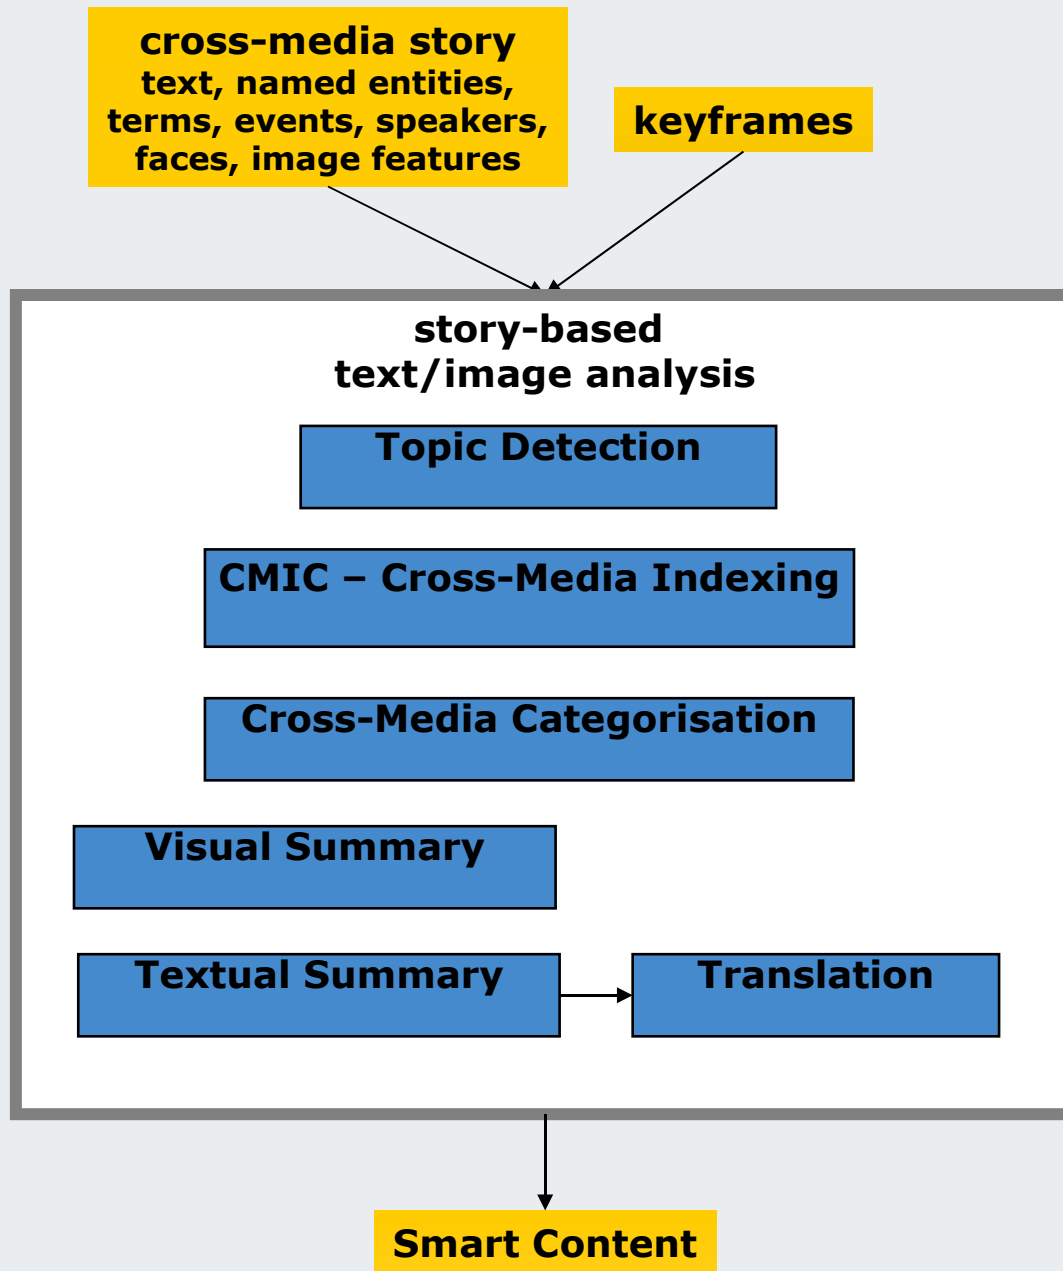 cross-media story
text, named entities,
terms, events, speakers,
faces, image features
keyframes
story-based
text/image analysis
Topic Detection
CMIC – Cross-Media Indexing
Cross-Media Categorisation
Visual Summary
Textual Summary
Translation
Smart Content